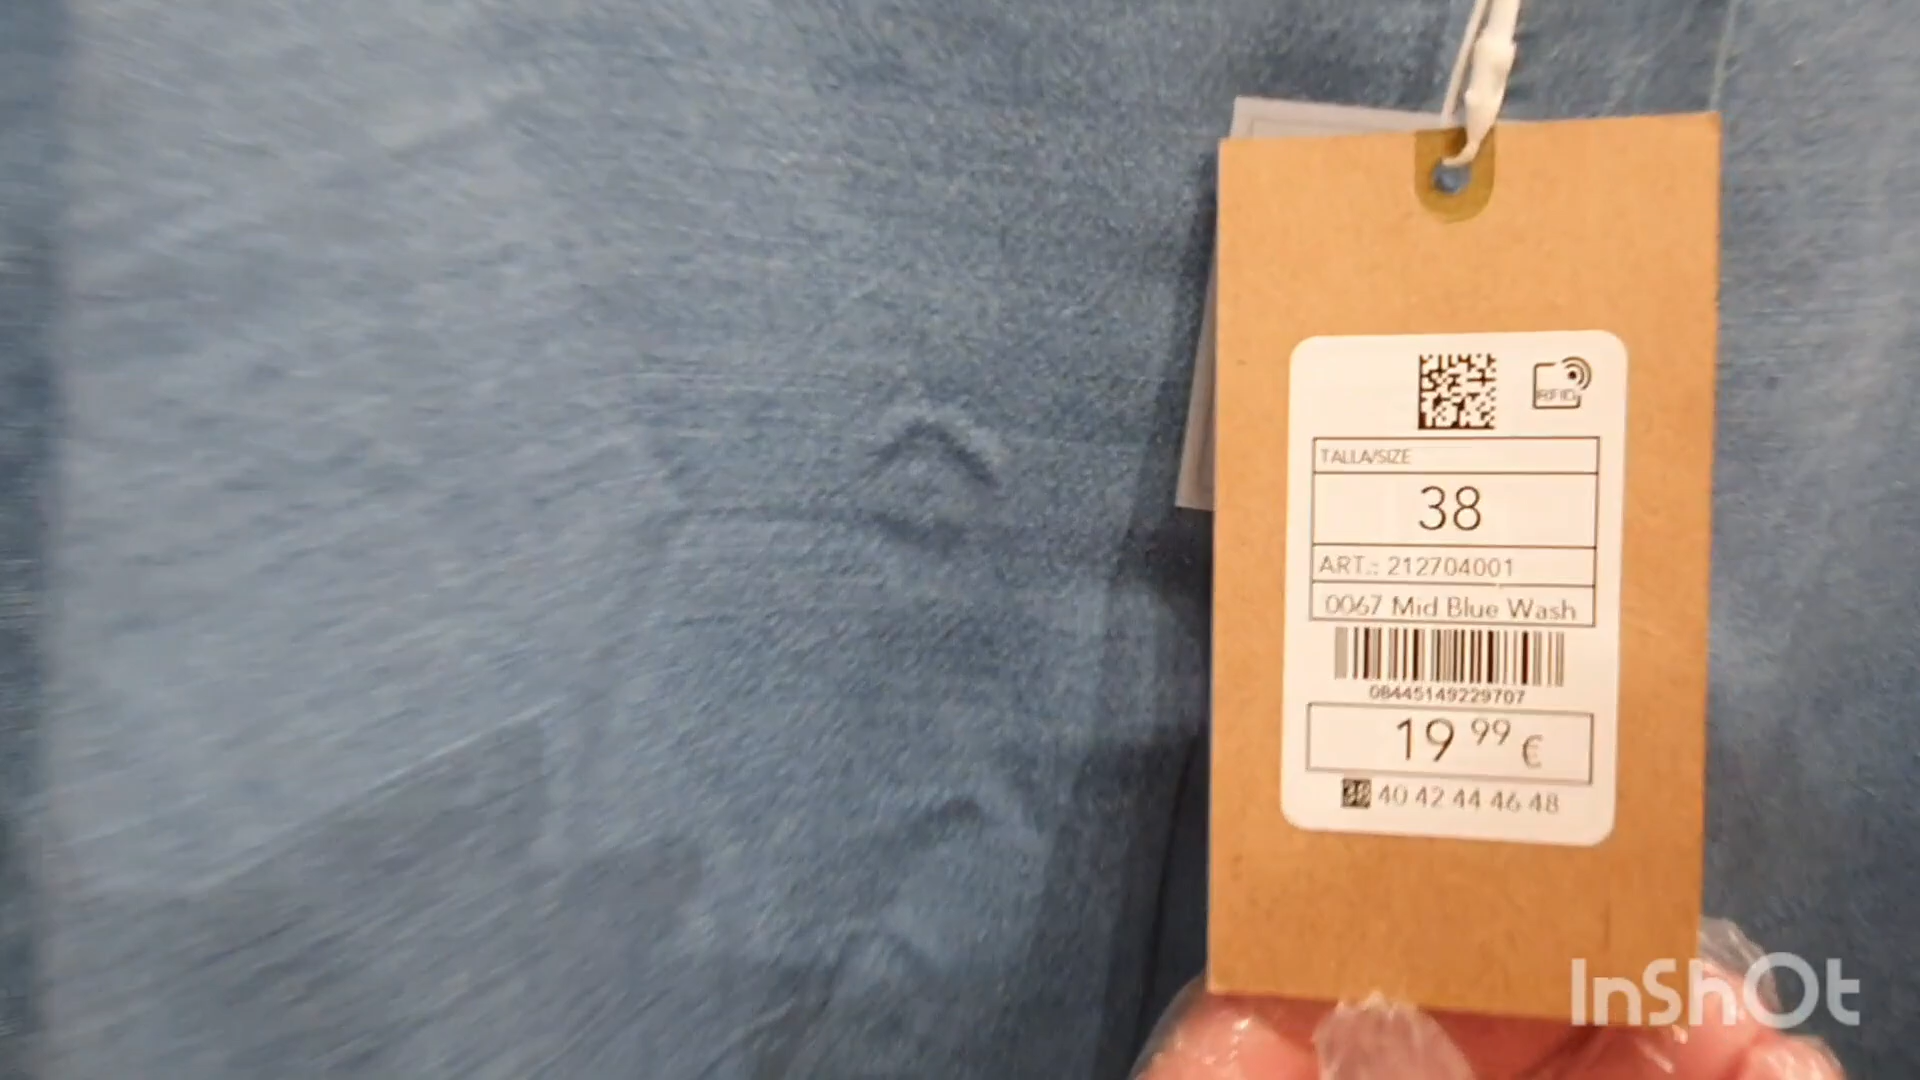 RFID
TALLA/SIZE
38
ART.: 212704001
0067 Mid Blue Wash
08445149229707
19 99 €
38 40 42 44 46 48
InShOt